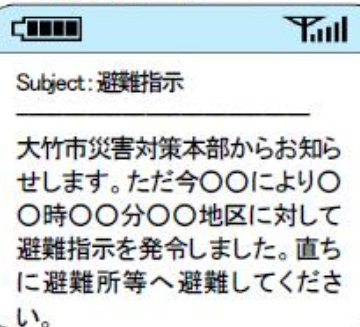 Subject:避難指示
大竹市災害対策本部からお知ら
せします。ただ今〇〇により〇
〇時〇〇分〇〇地区に対して
避難指示を発令しました。直ち
に避難所等へ避難してくださ
い。